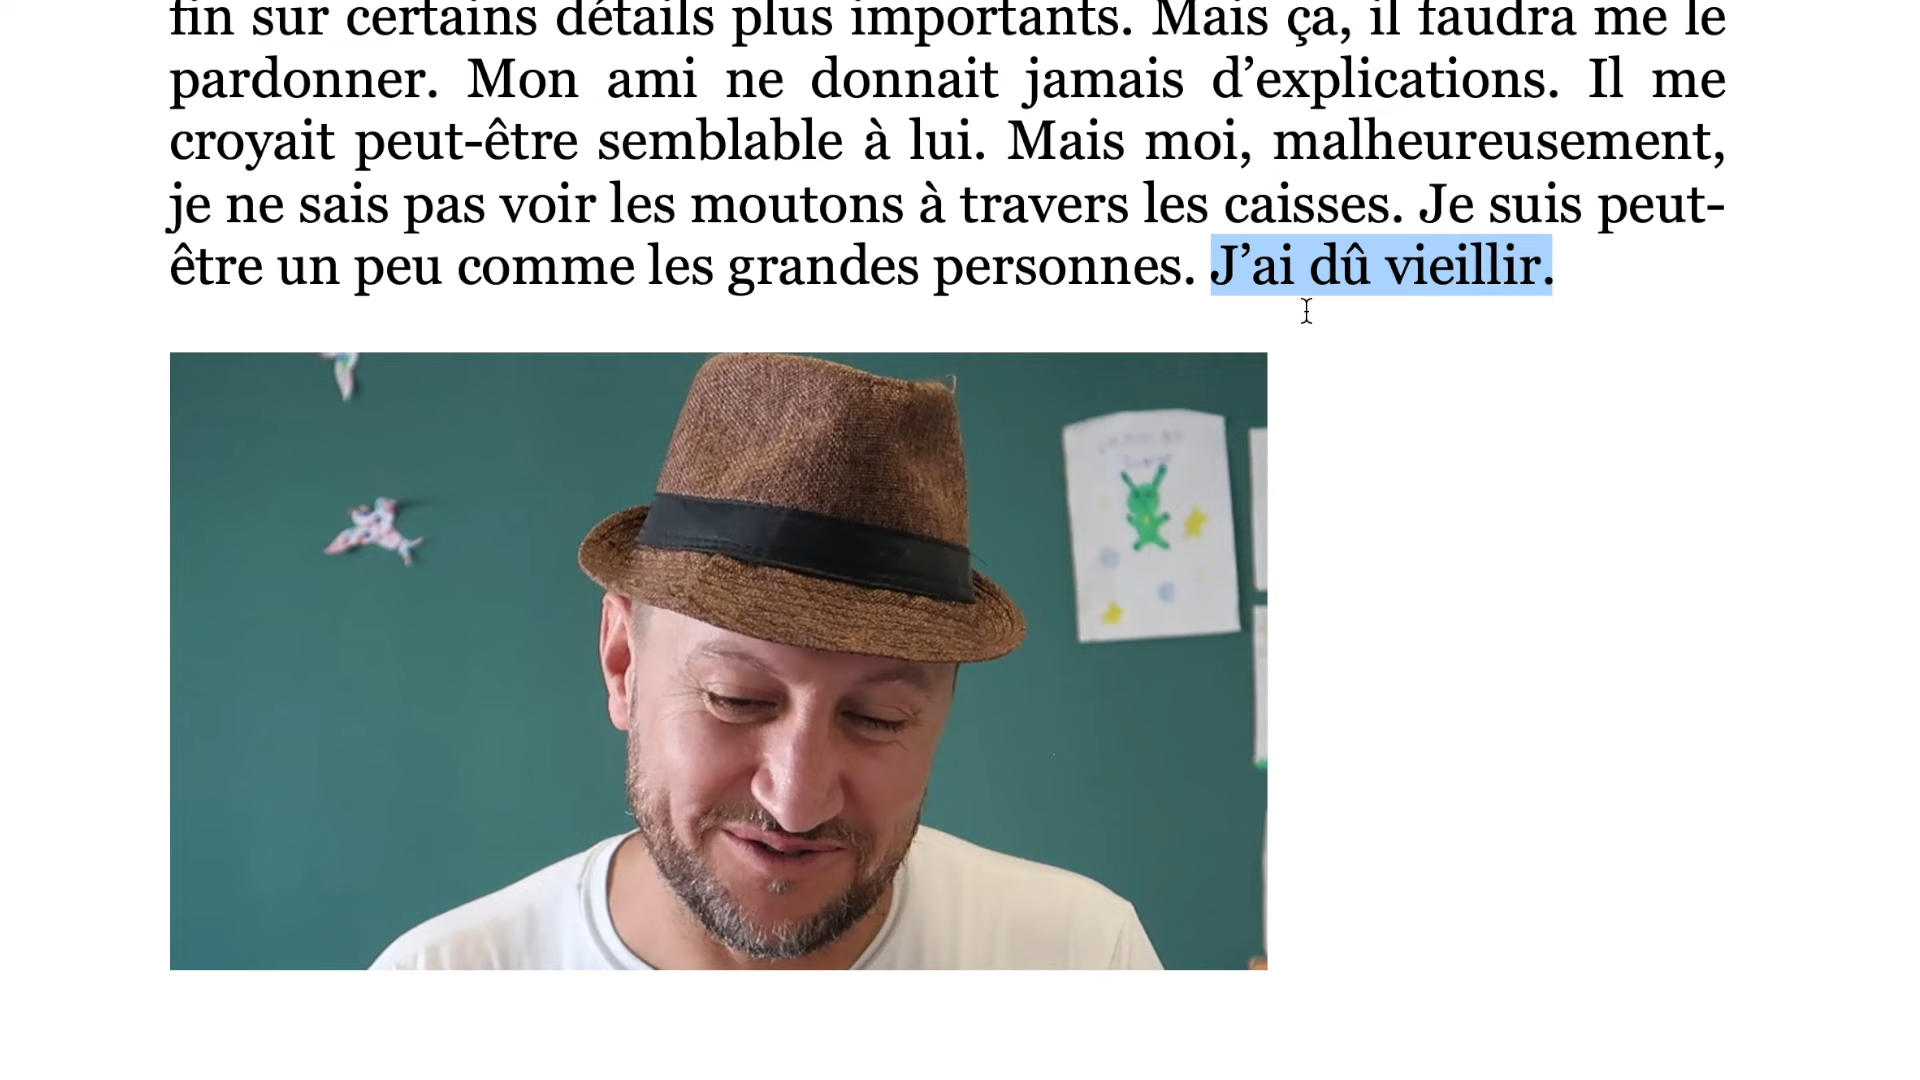 fin sur certains détails plus importants. Mais ça, il faudra me le
pardonner. Mon ami ne donnait jamais d’explications. Il me
croyait peut-être semblable à lui. Mais moi, malheureusement,
je ne sais pas voir les moutons à travers les caisses. Je suis peut-
être un peu comme les grandes personnes. J’ai dû vieillir.